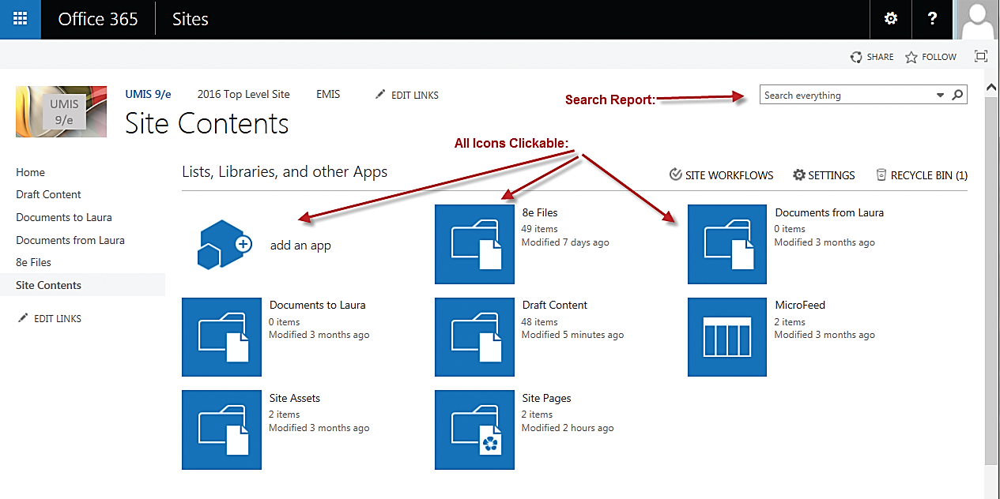 Office 365
Sites
?
SHARE
FOLLOW
UMIS
9/e
UMIS 9/e
2016 Top Level Site
EMIS
EDIT LINKS
Search Report:
Search everything
Site Contents
All Icons Clickable:
Home
Draft Content
Documents to Laura
Documents from Laura
8e Files
Site Contents
EDIT LINKS
Lists, Libraries, and other Apps
SITE WORKFLOWS
SETTINGS
RECYCLE BIN (1)
add an app
8e Files
49 items
Modified 7 days ago
Documents from Laura
0 items
Modified 3 months ago
Documents to Laura
0 items
Modified 3 months ago
Draft Content
48 items
Modified 5 minutes ago
MicroFeed
2 items
Modified 3 months ago
Site Assets
2 items
Modified 3 months ago
Site Pages
2 items
Modified 2 hours ago